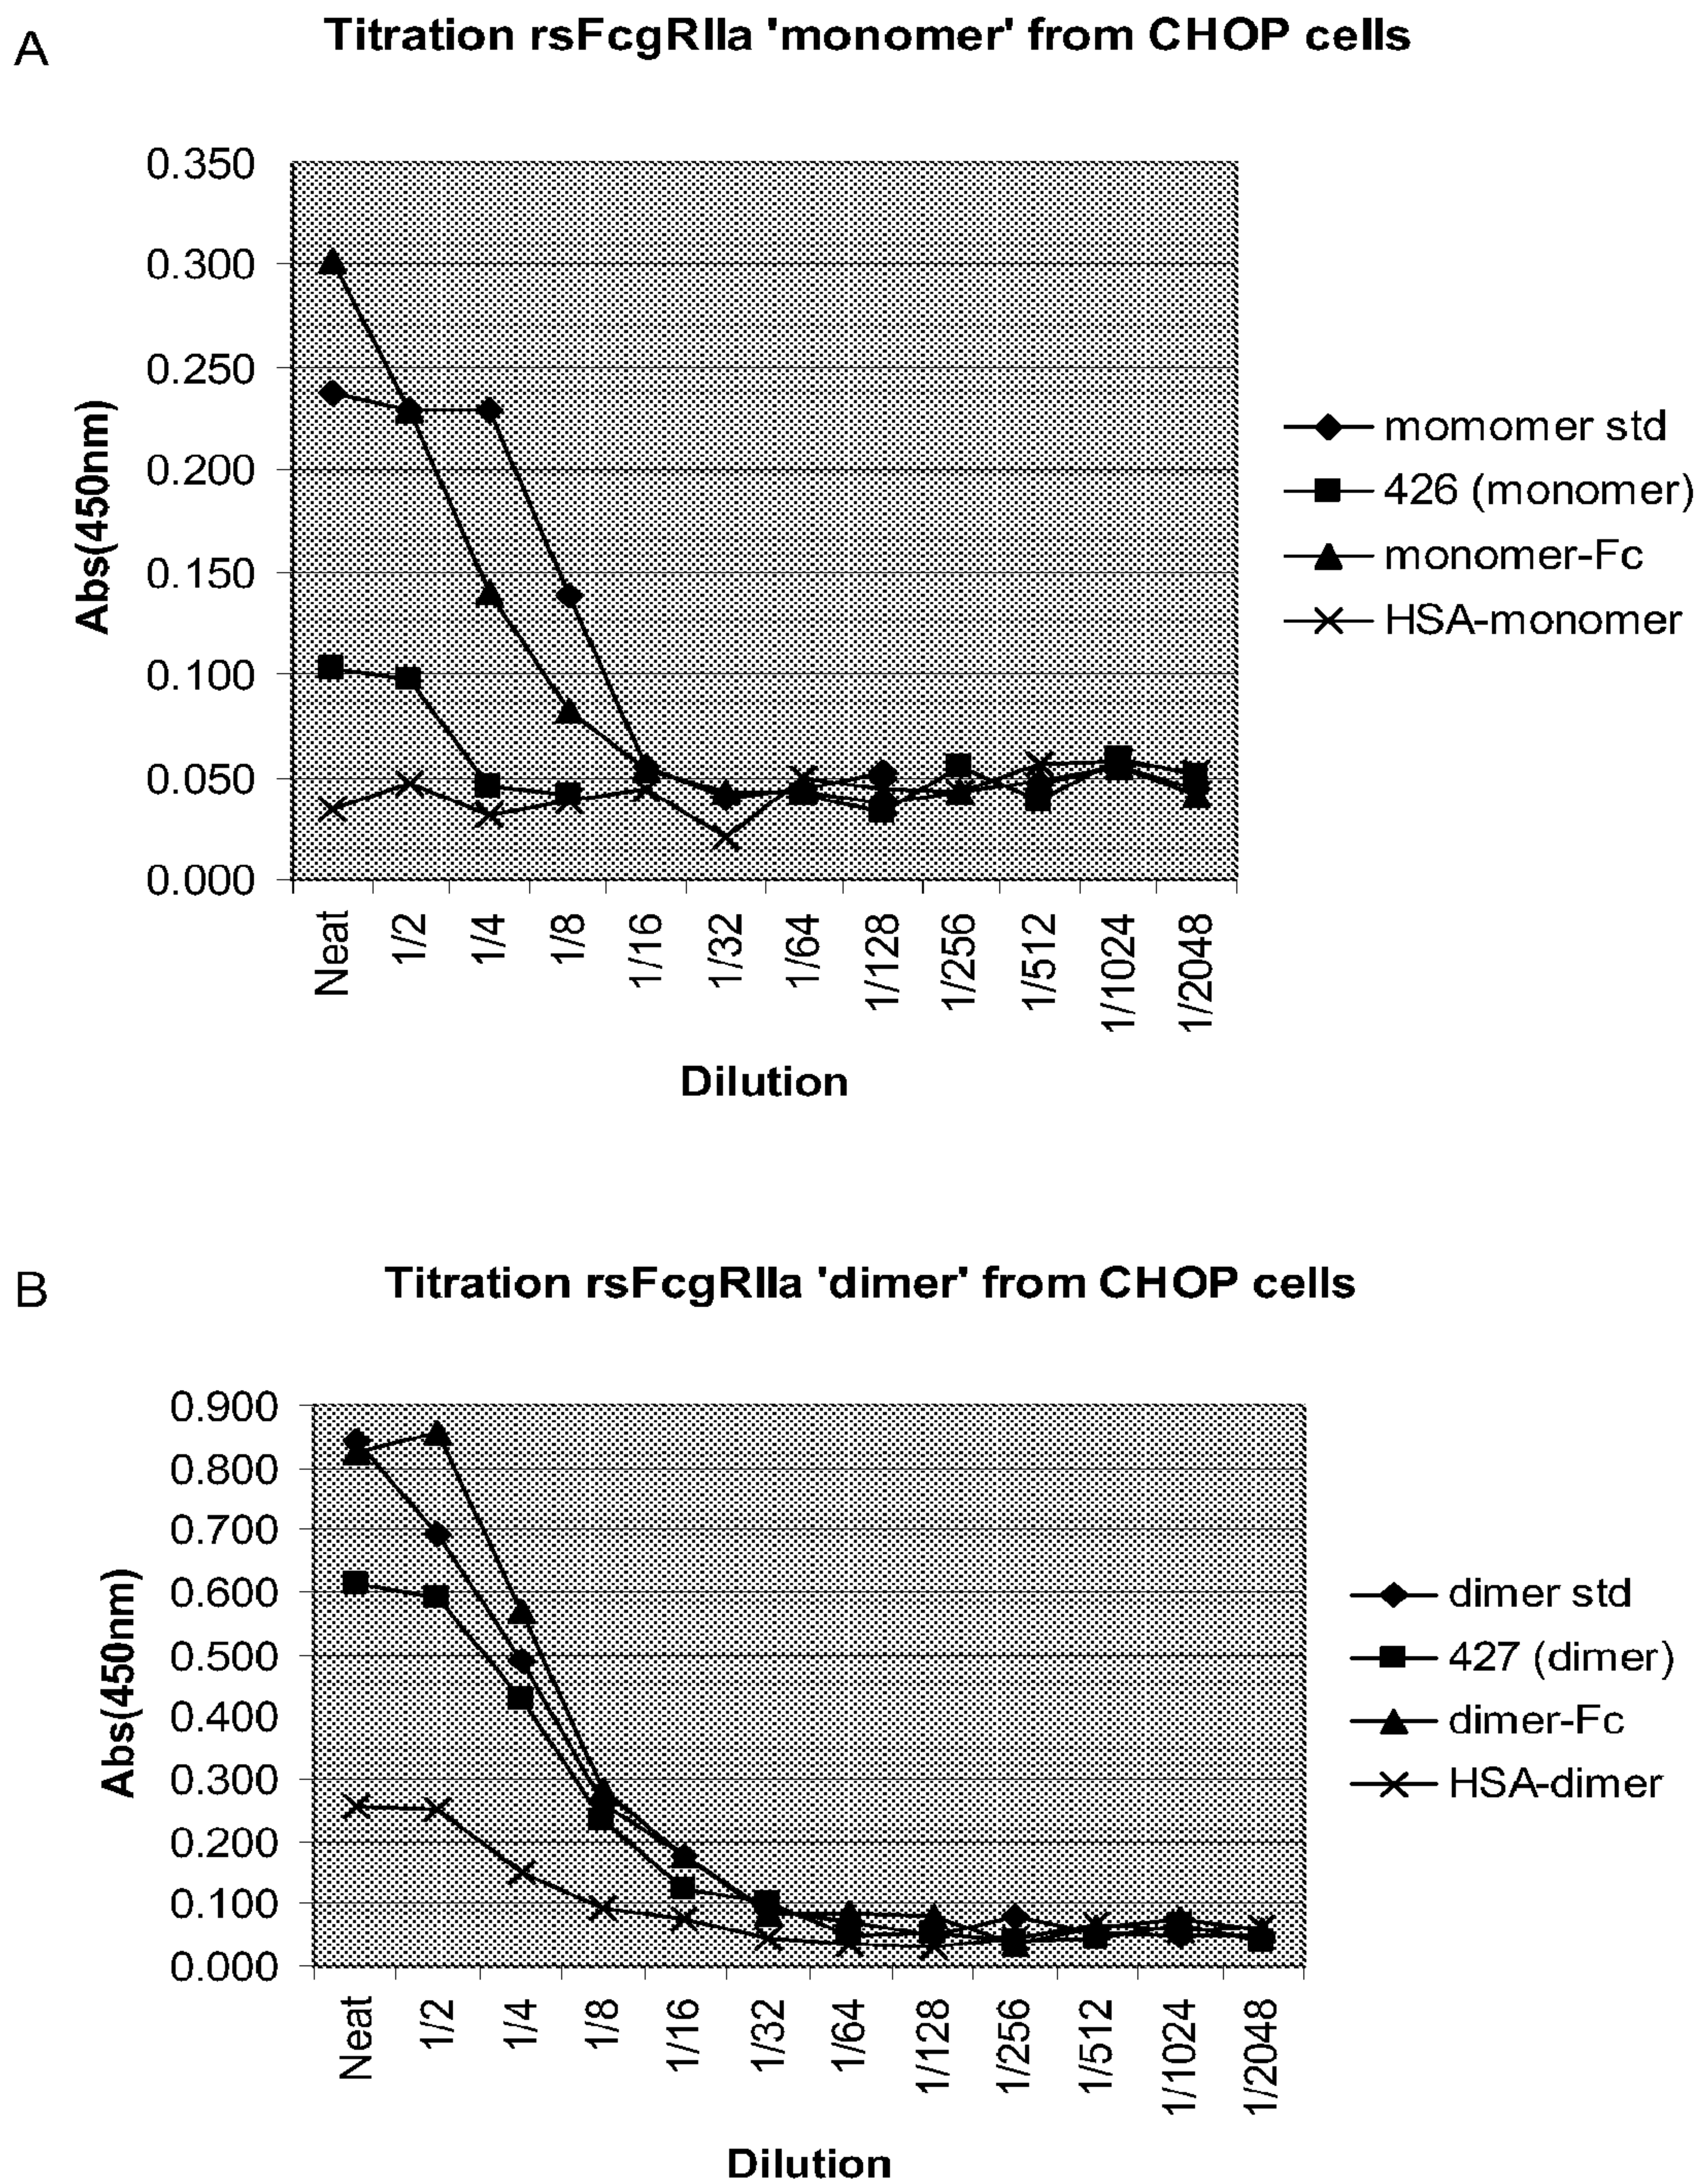 A
Titration rsFcgRIIa 'monomer' from CHOP cells
0.350
0.300
0.250
0.200
0.150
0.100
0.050
0.000
Abs(450nm)
Neat
1/2
1/4
1/8
1/16
1/32
1/64
1/128
1/256
1/512
1/1024
1/2048
Dilution
momomer std
426 (monomer)
monomer-Fc
HSA-monomer
B
Titration rsFcgRIIa 'dimer' from CHOP cells
0.900
0.800
0.700
0.600
0.500
0.400
0.300
0.200
0.100
0.000
Abs(450nm)
Neat
1/2
1/4
1/8
1/16
1/32
1/64
1/128
1/256
1/512
1/1024
1/2048
Dilution
dimer std
427 (dimer)
dimer-Fc
HSA-dimer